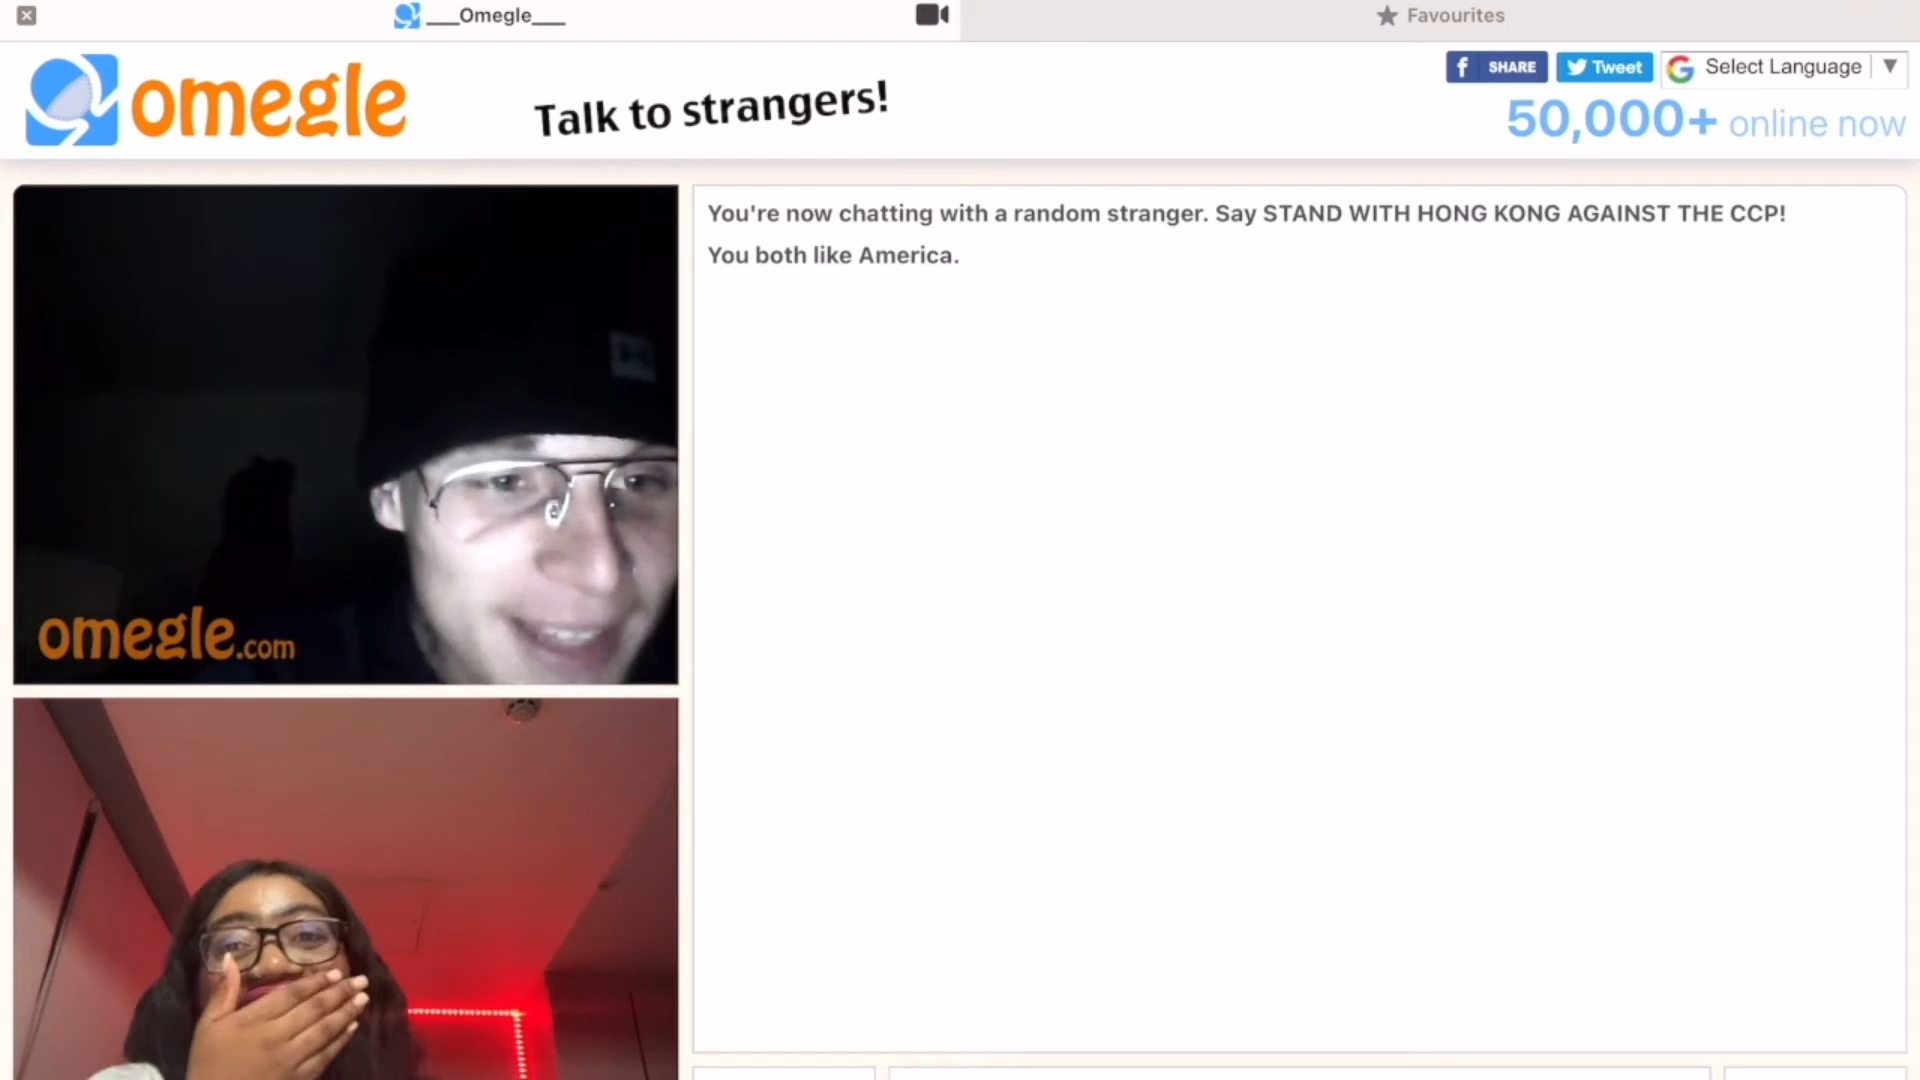 ___Omegle___
Favourites
omegle
Talk to strangers!
SHARE
Tweet
Select Language
50,000+ online now
You're now chatting with a random stranger. Say STAND WITH HONG KONG AGAINST THE CCP!
You both like America.
omegle.com